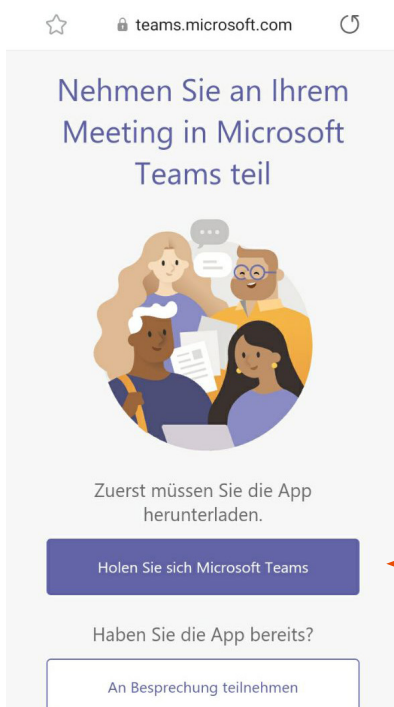 teams.microsoft.com
Nehmen Sie an Ihrem
Meeting in Microsoft
Teams teil
Zuerst müssen Sie die App
herunterladen.
Holen Sie sich Microsoft Teams
Haben Sie die App bereits?
An Besprechung teilnehmen